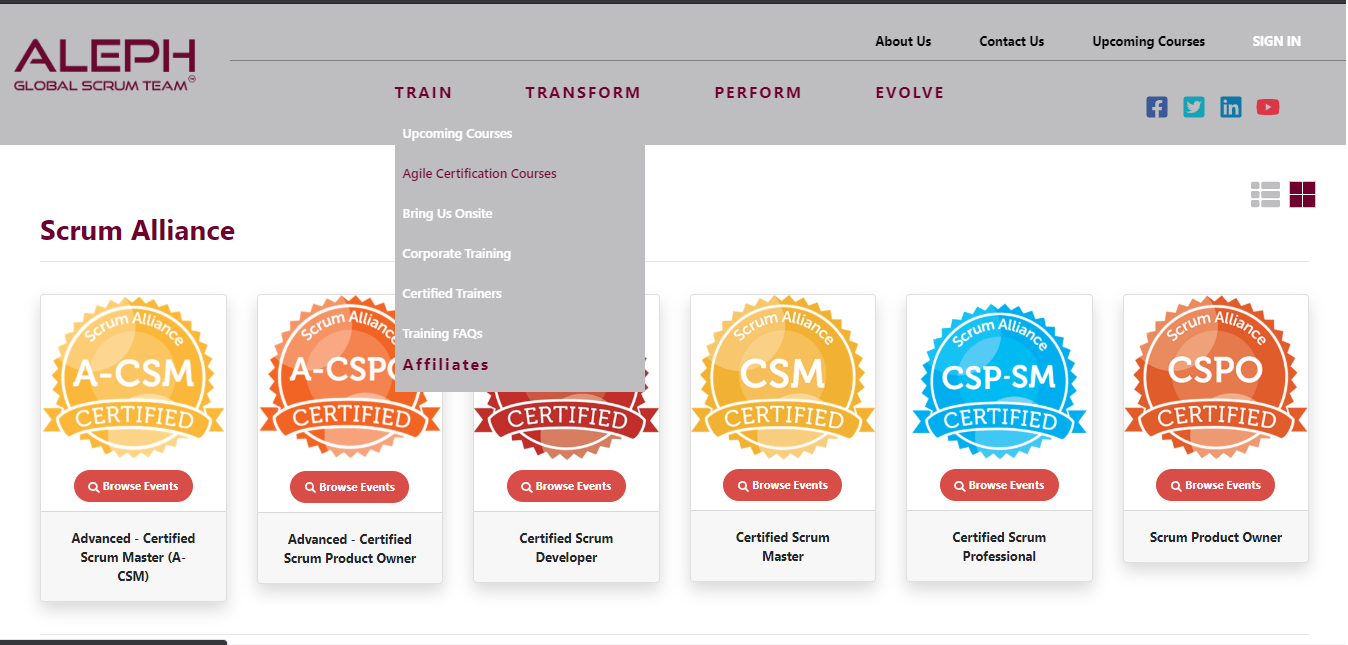 About Us Contact Us Upcoming Courses SIGN IN
ALEPH
GLOBAL SCRUM TEAM
TRAIN TRANSFORM PERFORM EVOLVE
Upcoming Courses
Agile Certification Courses
Bring Us Onsite
Corporate Training
Certified Trainers
Training FAQs
Affiliates
Scrum Alliance
Scrum Alliance
A-CSM
CERTIFIED
Browse Events
Advanced - Certified
Scrum Master (A-
CSM)
Scrum Alliance
A-CSPO
CERTIFIED
Browse Events
Advanced - Certified
Scrum Product Owner
CERTIFIED
Browse Events
Certified Scrum
Developer
Scrum Alliance
CSM
CERTIFIED
Browse Events
Certified Scrum
Master
Scrum Alliance
CSP-SM
CERTIFIED
Browse Events
Certified Scrum
Professional
Scrum Alliance
CSPO
CERTIFIED
Browse Events
Scrum Product Owner